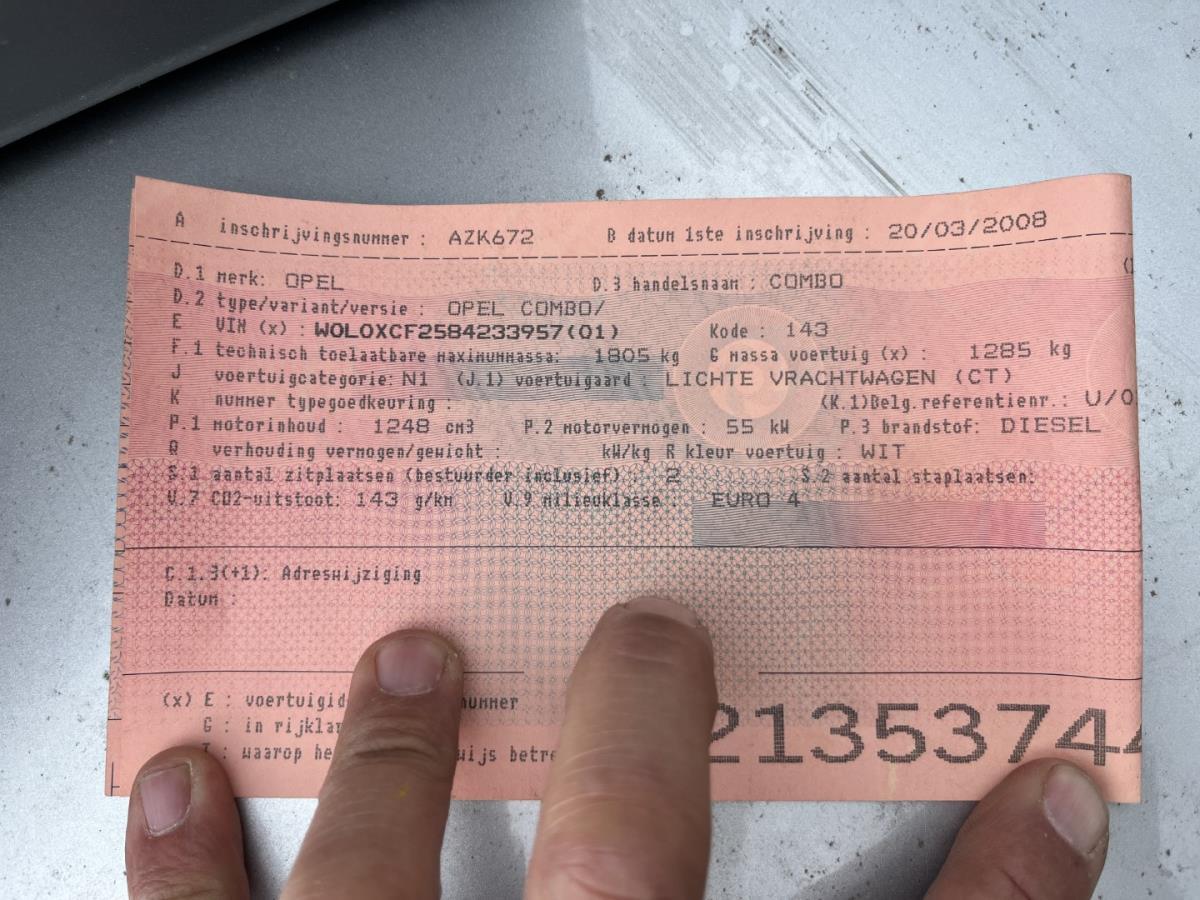 A inschrijvingsnummer : AZK672 B datum 1ste inschrijving : 20/03/2008
D.1 merk: OPEL D.3 handelsnaam : COMBO
D.2 type/variant/versie : OPEL COMBO/
E VIN (x) : W0L0XCF2584233957(01) Kode : 143
F.1 technisch toelaatbare maximummassa: 1805 kg G massa voertuig (x) : 1285 kg
J voertuigcategorie: N1 (J.1) voertuigaard : LICHTE VRACHTWAGEN (CT)
K nummer typegoedkeuring : (K.1)Belg.referentienr.: U/0
P.1 motorinhoud : 1248 cm3 P.2 motorvermogen : 55 kW P.3 brandstof: DIESEL
Q verhouding vermogen/gewicht : kW/kg R kleur voertuig : WIT
S.1 aantal zitplaatsen (bestuurder inclusief) : 2 S.2 aantal staplaatsen:
V.7 CO2-uitstoot: 143 g/km V.9 milieuklasse : EURO 4
C.1.3(+1): Adreswijziging
Datum :
(x) E : voertuigid nummer
G : in rijklar
I : waarop he wijs betre
2135374